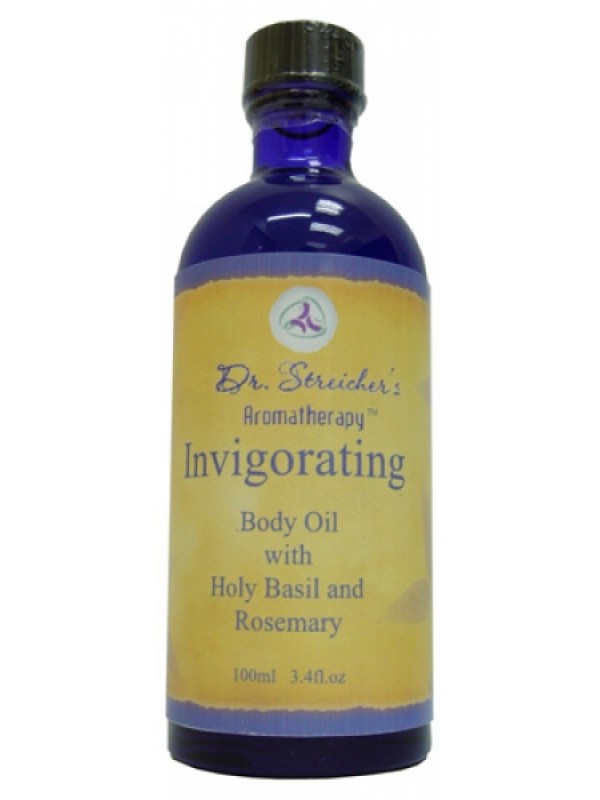 Dr. Streicher's
Aromatherapy™
Invigorating
Body Oil
with
Holy Basil and
Rosemary
100ml 3.4fl.oz